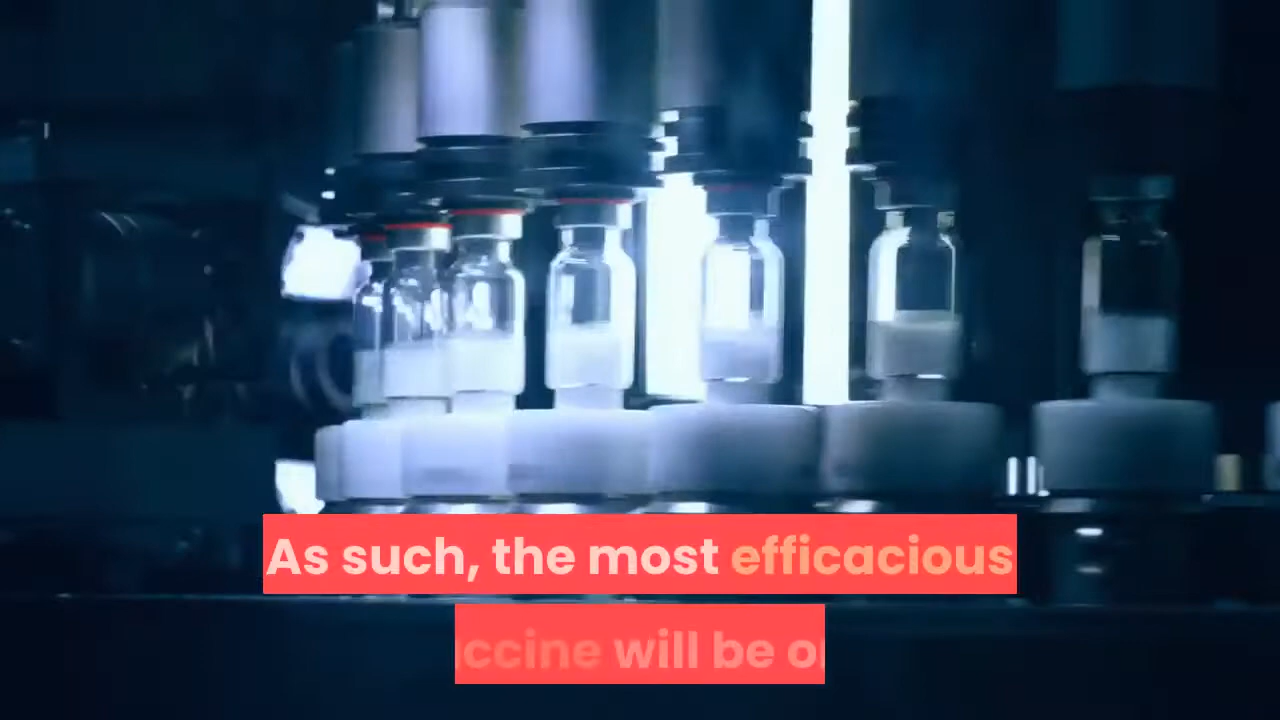 As such, the most efficacious
ccine will be o